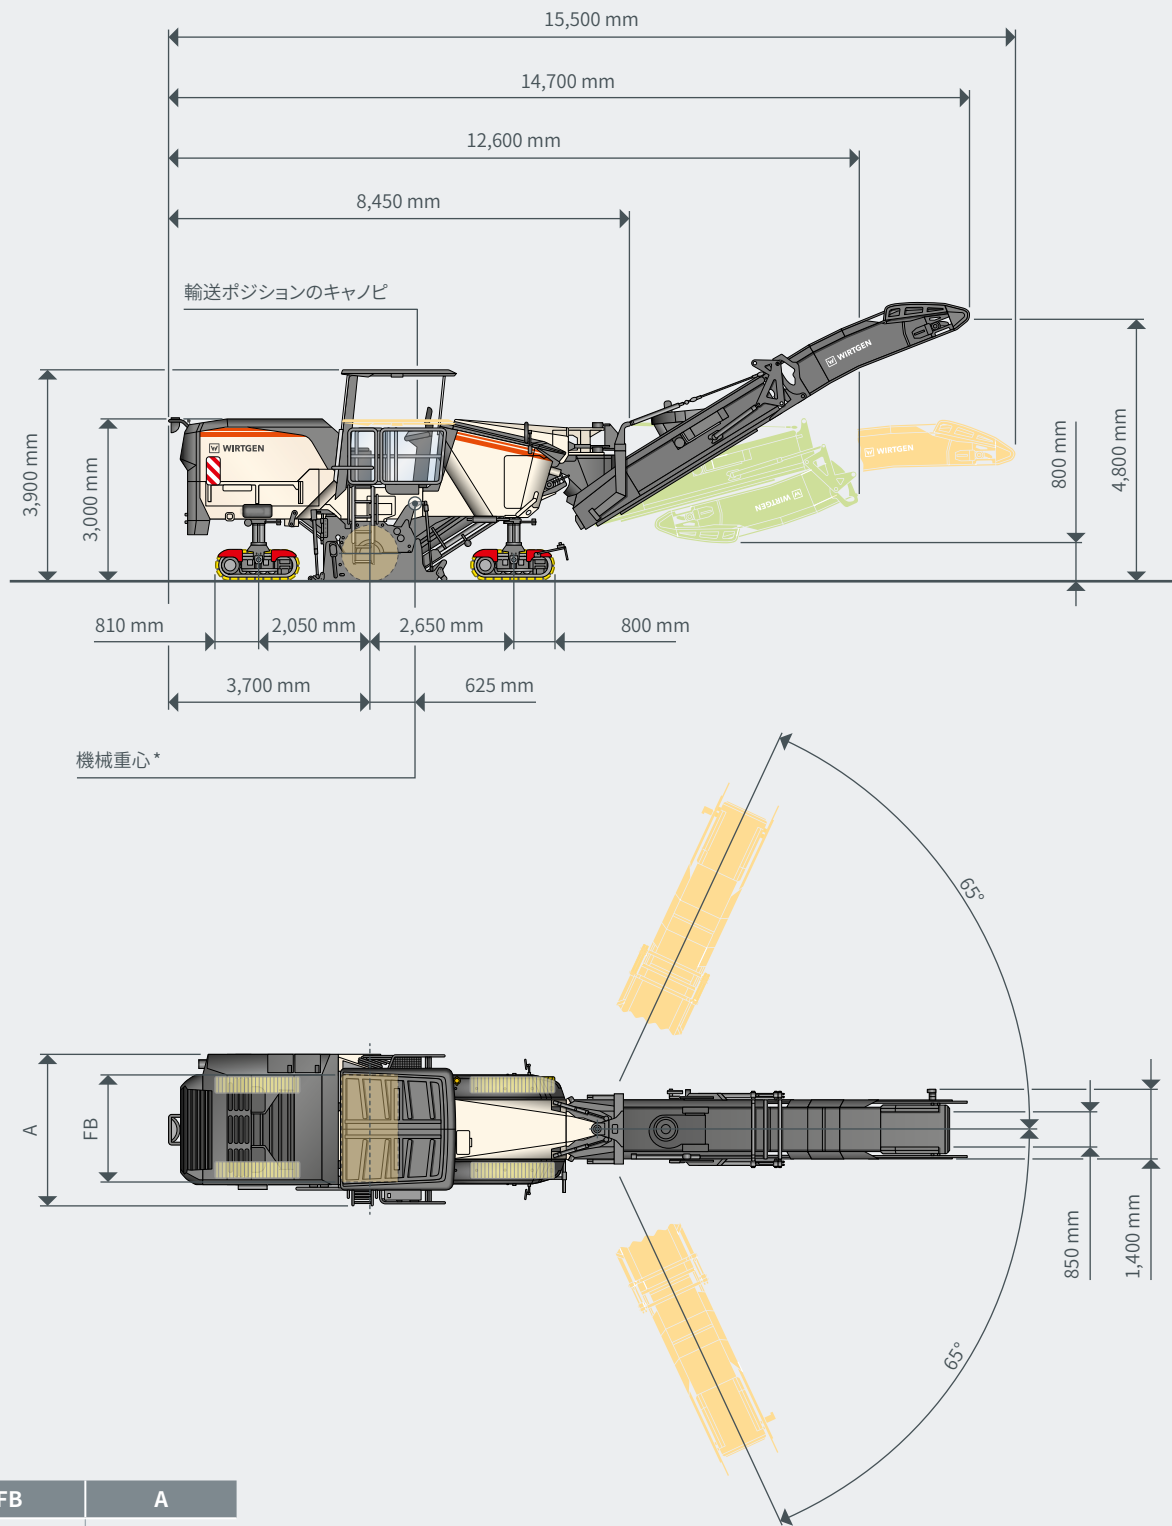 15,500 mm
14,700 mm
12,600 mm
8,450 mm
輸送ポジションのキャノピ
WIRTGEN
WIRTGEN
WIRTGEN
WIRTGEN
3,900 mm
3,000 mm
800 mm
4,800 mm
810 mm
2,050 mm
2,650 mm
800 mm
3,700 mm
625 mm
機械重心 *
65°
A
FB
850 mm
1,400 mm
65°
FB
A